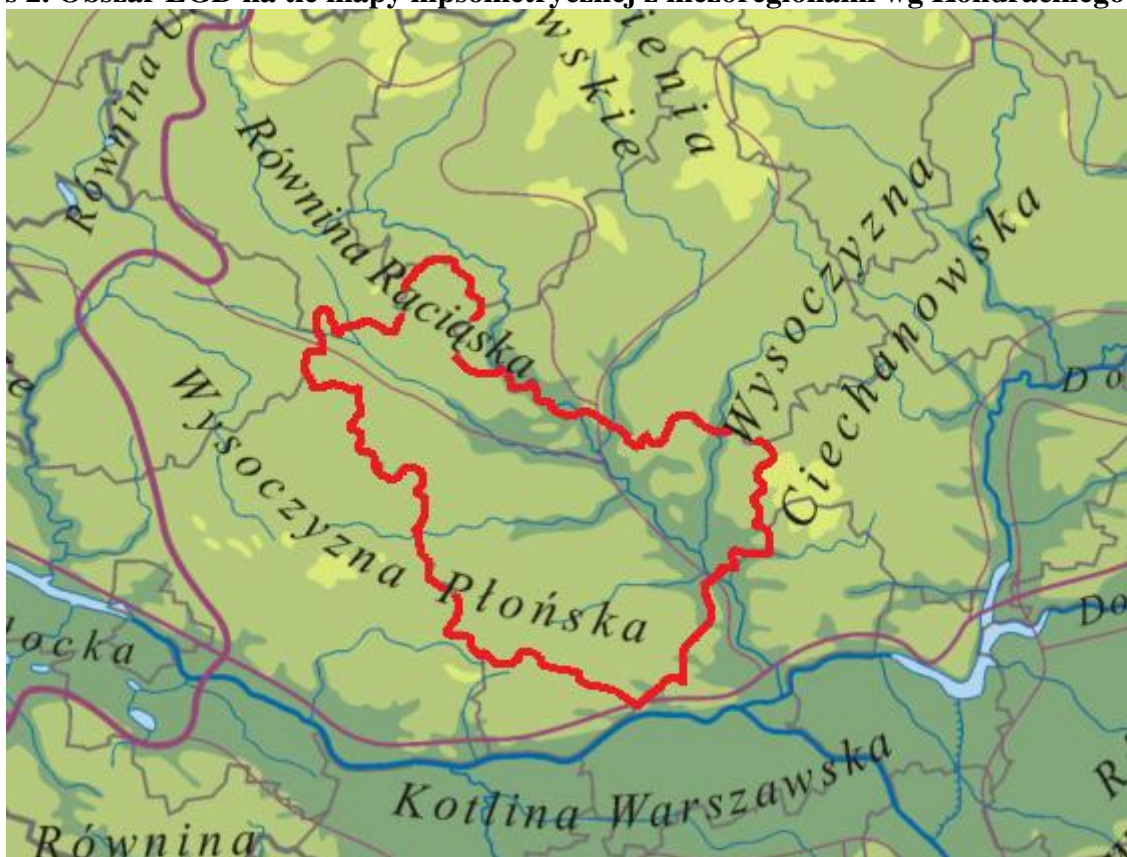 Obszar LGD na tle mapy hipsometrycznej z mezoregionami wg Kondrackiego
Równina U
wskie
ienia
Równina Raciąska
Wysoczyzna
Ciechanowska
Wysoczyzna Płońska
Do
ocka
Do
Kotlina Warszawska
Równina
R